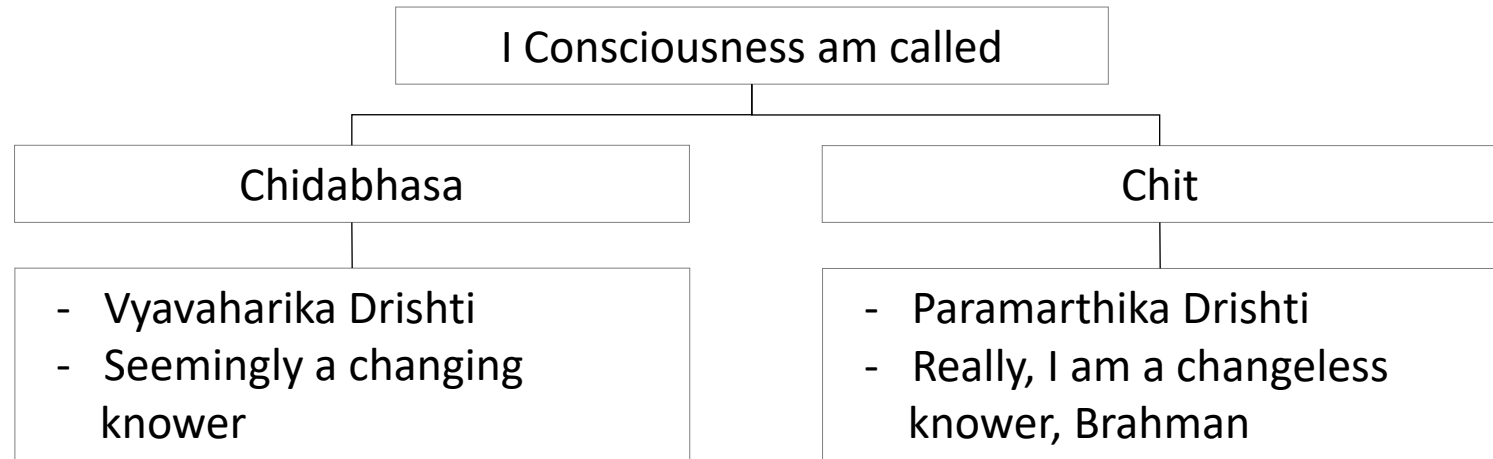 I Consciousness am called
Chidabhasa
Chit
- Vyavaharika Drishti
- Seemingly a changing
knower
- Paramarthika Drishti
- Really, I am a changeless
knower, Brahman